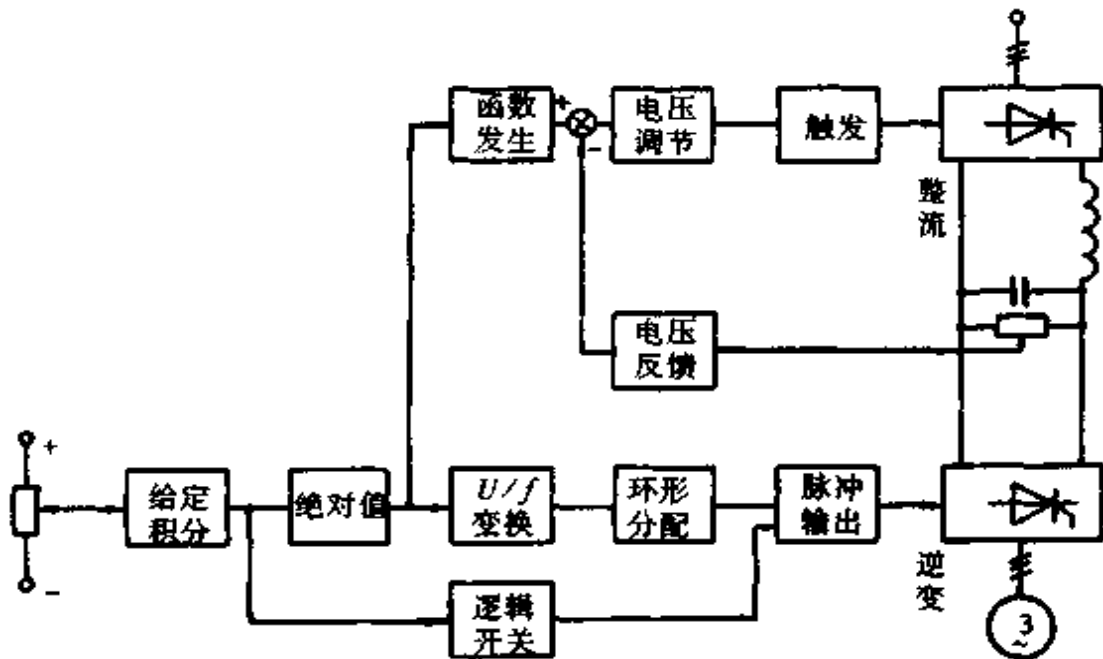 函数
发生
+
−
电压
调节
触发
整
流
电压
反馈
+
−
给定
积分
绝对值
U/f
变换
环形
分配
脉冲
输出
逻辑
开关
逆
变
3
~